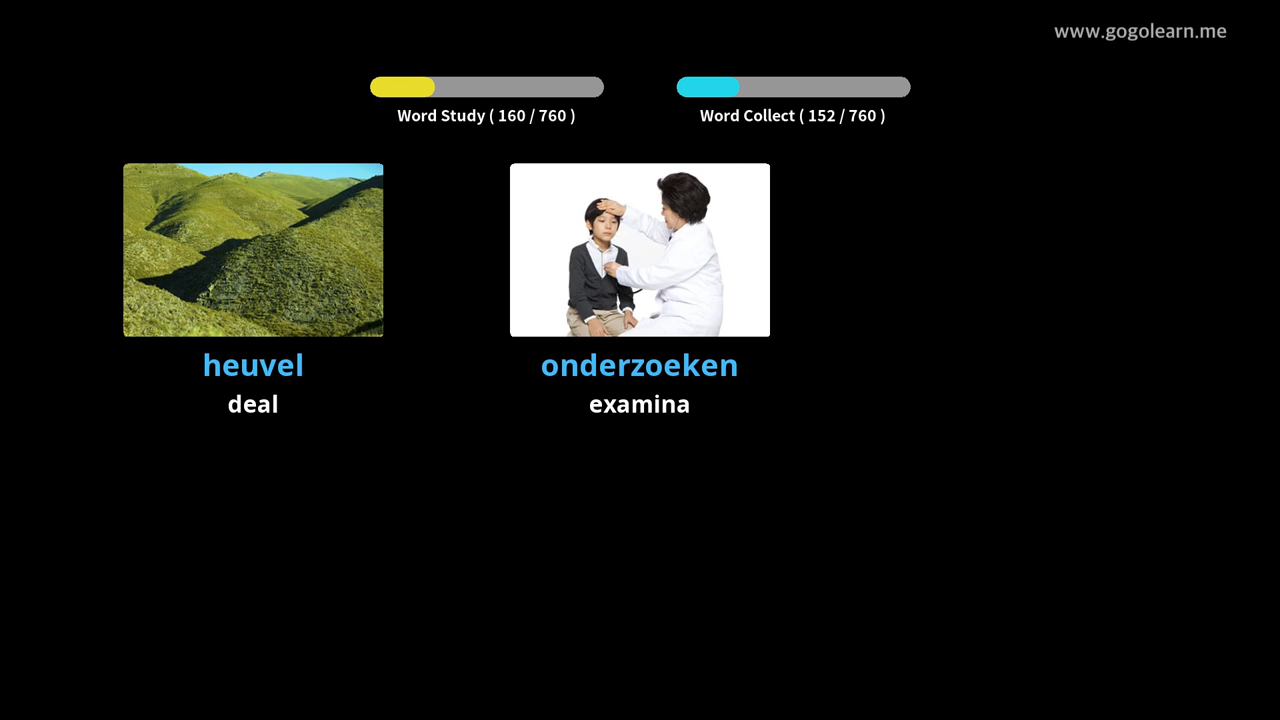 www.gogolearn.me
Word Study ( 160 / 760 )
Word Collect ( 152 / 760 )
heuvel
onderzoeken
deal
examina